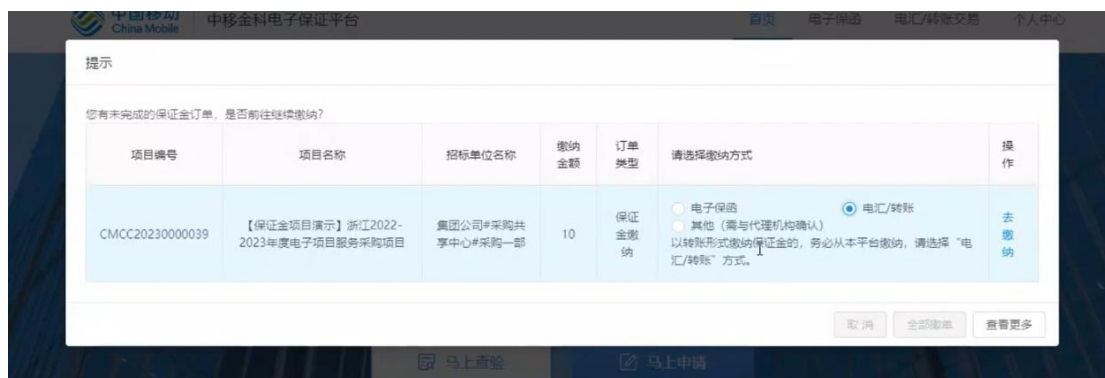 中国移动
China Mobile
中移金科电子保证平台
首页 电子保函 电汇/转账交易 个人中心
提示
您有未完成的保证金订单，是否前往继续缴纳？
项目编号 项目名称 招标单位名称 缴纳金额 订单类型 请选择缴纳方式 操作
CMCC20230000039
【保证金项目演示】浙江2022-
2023年度电子项目服务采购项目
集团公司#采购共
享中心#采购一部
10
保证
金缴
纳
电子保函 电汇/转账
其他（需与代理机构确认）
以转账形式缴纳保证金的，务必从本平台缴纳，请选择“电
汇/转账”方式。
去
缴
纳
取消 全部撤单 查看更多
马上查验 马上申请